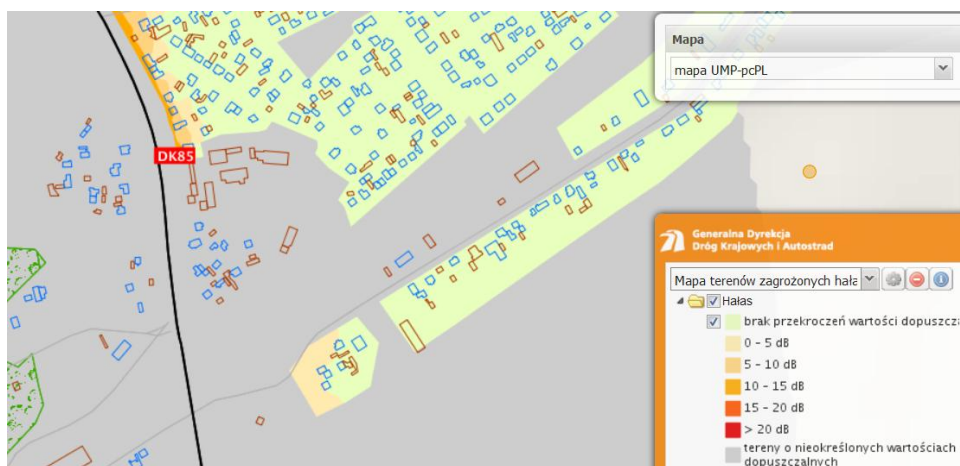 DK85
Mapa
mapa UMP-pcPL
Generalna Dyrekcja
Dróg Krajowych i Autostrad
Mapa terenów zagrożonych hała
Hałas
brak przekroczeń wartości dopuszcza
0 - 5 dB
5 - 10 dB
10 - 15 dB
15 - 20 dB
> 20 dB
tereny o nieokreślonych wartościach
dopuszczalnych